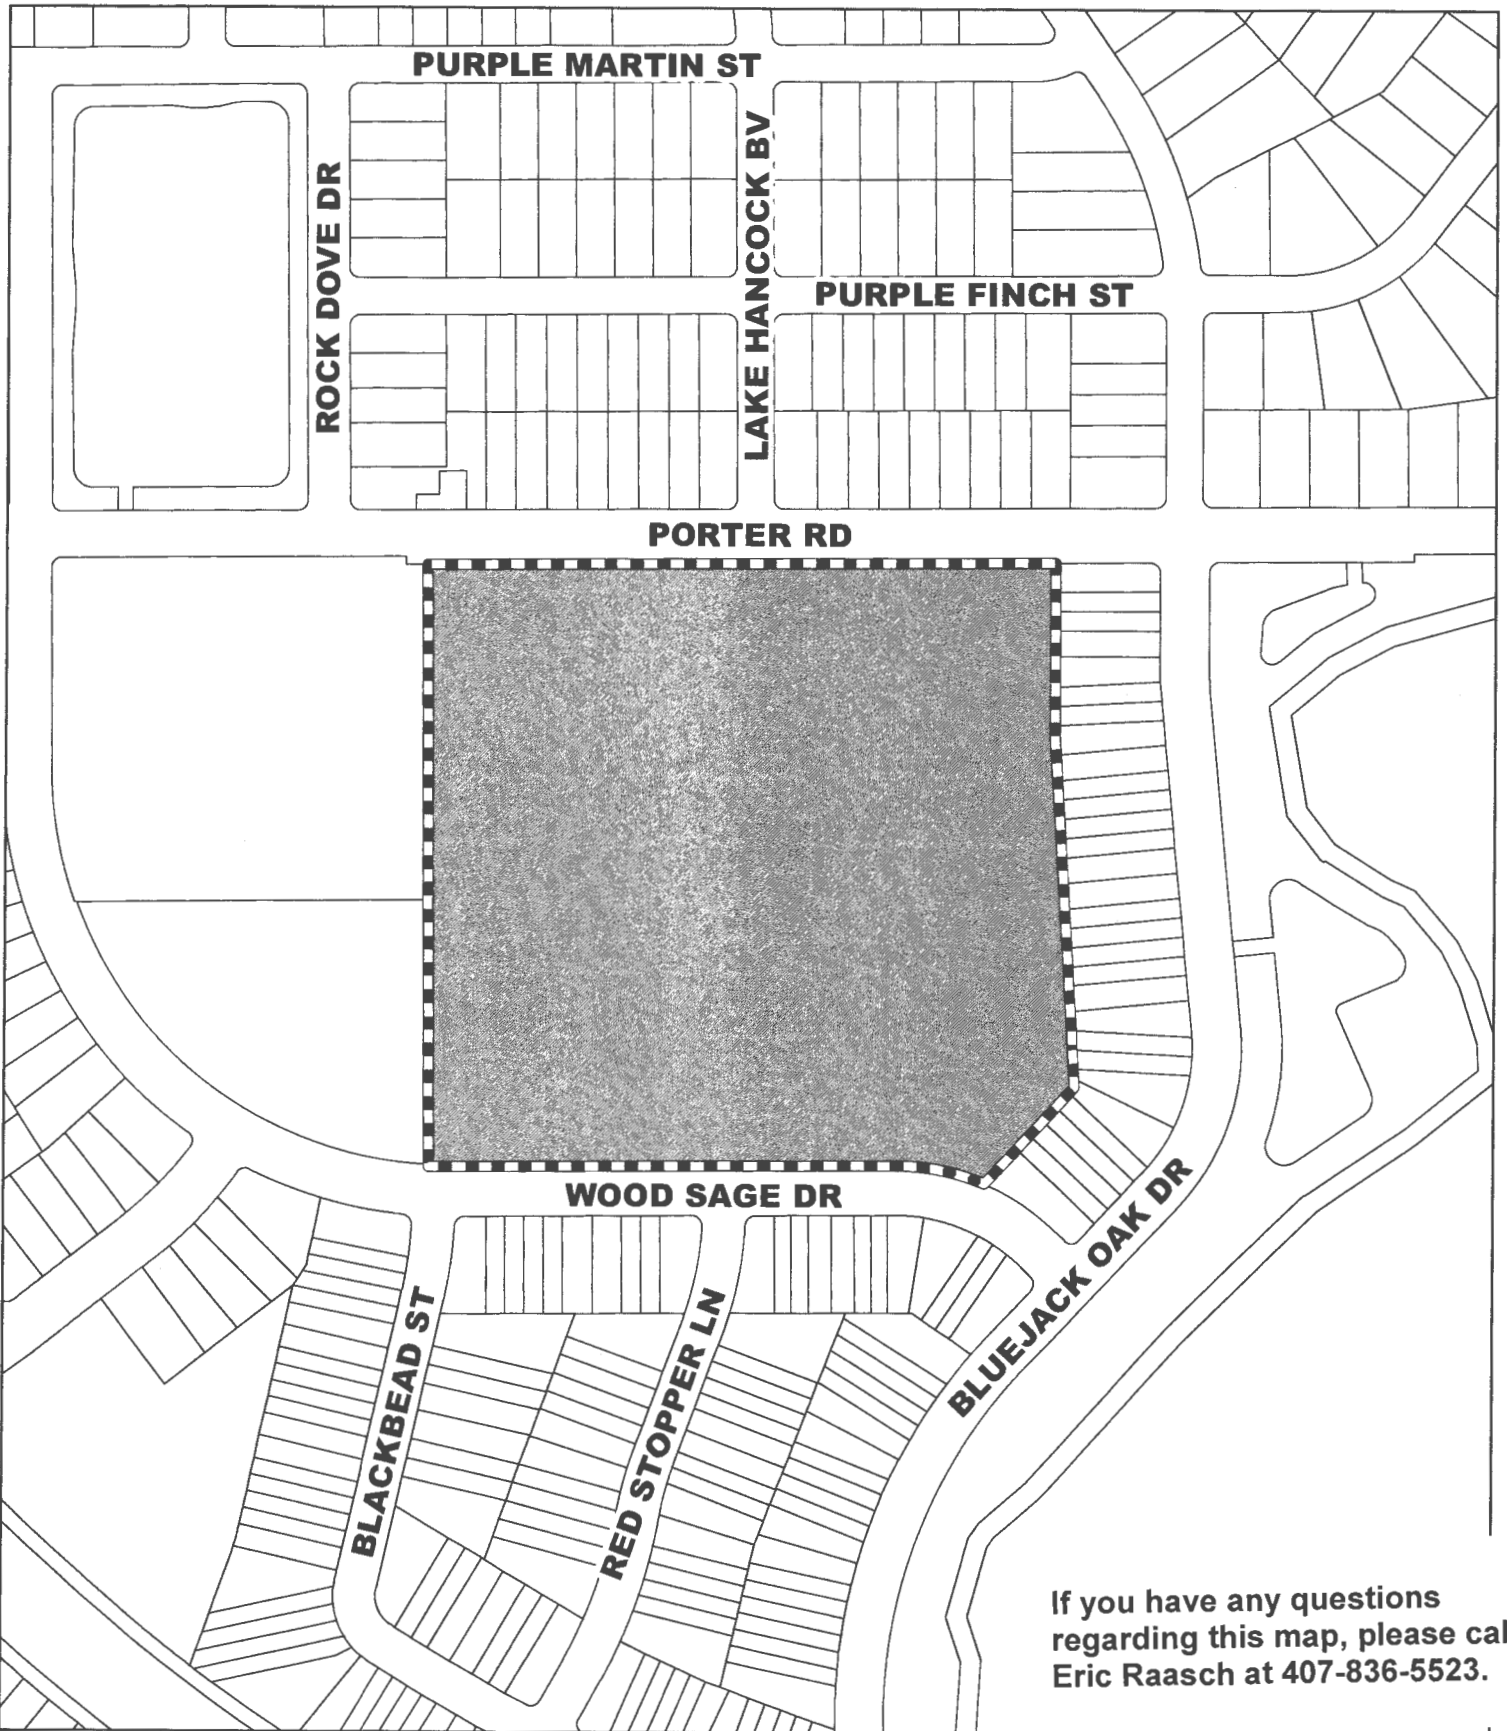 PURPLE MARTIN ST
ROCK DOVE DR
LAKE HANCOCK BV
PURPLE FINCH ST
PORTER RD
WOOD SAGE DR
BLUEJACK OAK DR
BLACKBEAD ST
RED STOPPER LN
If you have any questions
regarding this map, please cal
Eric Raasch at 407-836-5523.